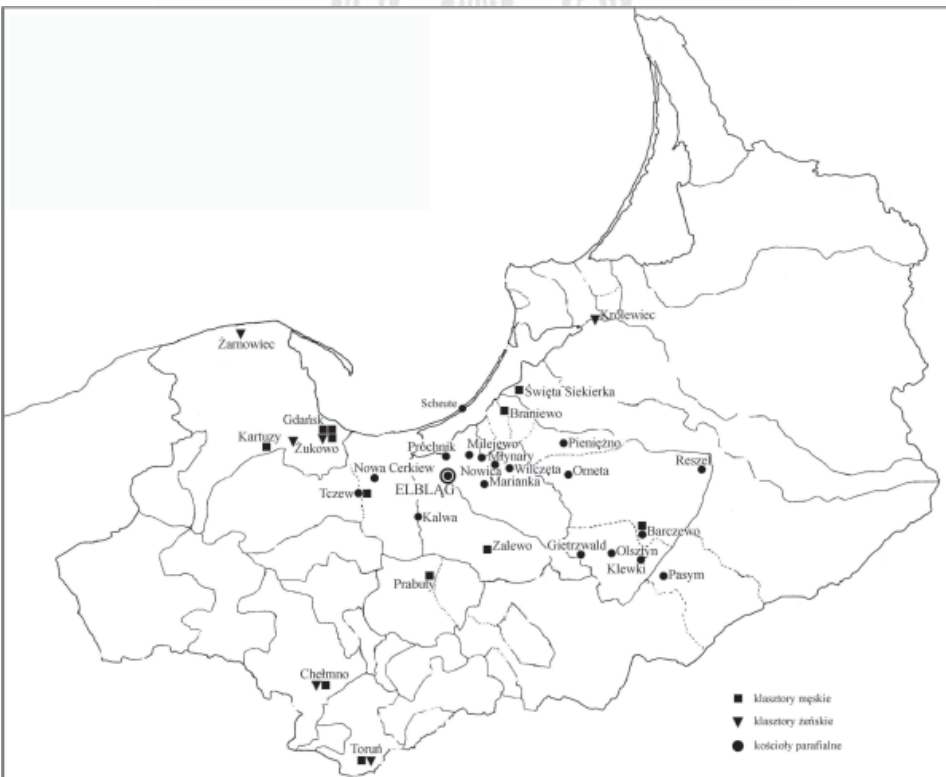 Królewiec
Żarnowiec
Święta Siekierka
Scheute
Braniewo
Gdańsk
Kartuzy
Żukowo
Pieniężno
Próchnik
Milejewo
Młynary
Nowica
Wilczęta
Orneta
Reszel
Nowa Cerkiew
ELBLĄG
Marianka
Tczew
Kalwa
Barczewo
Zalewo
Gietrzwałd
Olsztyn
Klewki
Pasym
Prabuty
Chełmno
Toruń
klasztory męskie
klasztory żeńskie
kościoły parafialne